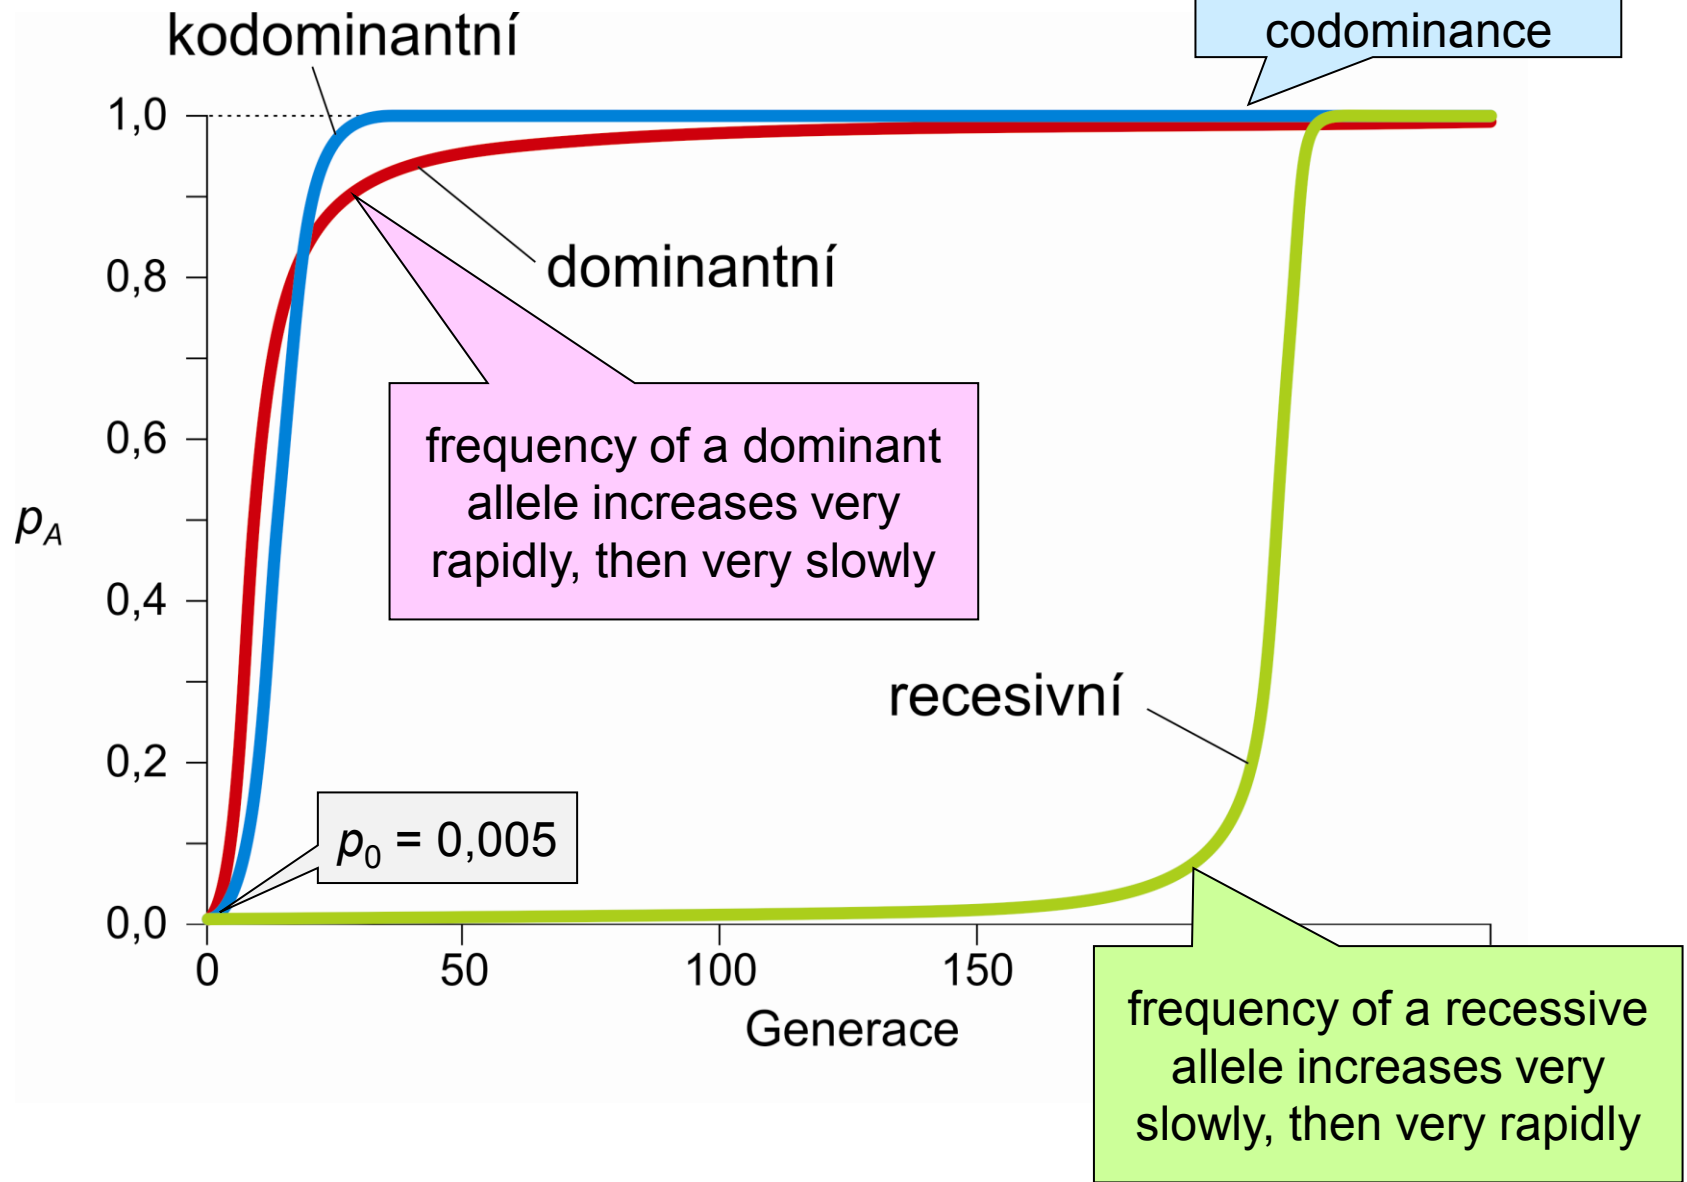 kodominantní
codominance
1,0
0,8
0,6
0,4
0,2
0,0
p_A
dominantní
frequency of a dominant
allele increases very
rapidly, then very slowly
recesivní
p₀ = 0,005
0
50
100
150
Generace
frequency of a recessive
allele increases very
slowly, then very rapidly